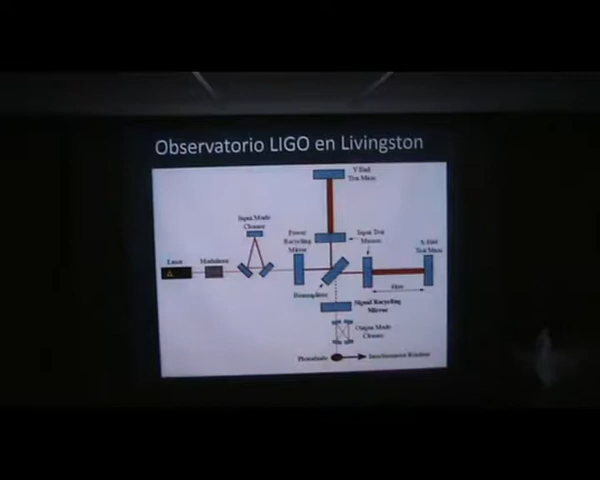 Observatorio LIGO en Livingston
Y End
Test Mass
Input Mode
Cleaner
Power
Recycling
Mirror
Input Test
Masses
X End
Test Mass
Laser
Modulator
Beamsplitter
4km
Signal Recycling
Mirror
Output Mode
Cleaner
Photodiode
Interferometer Readout